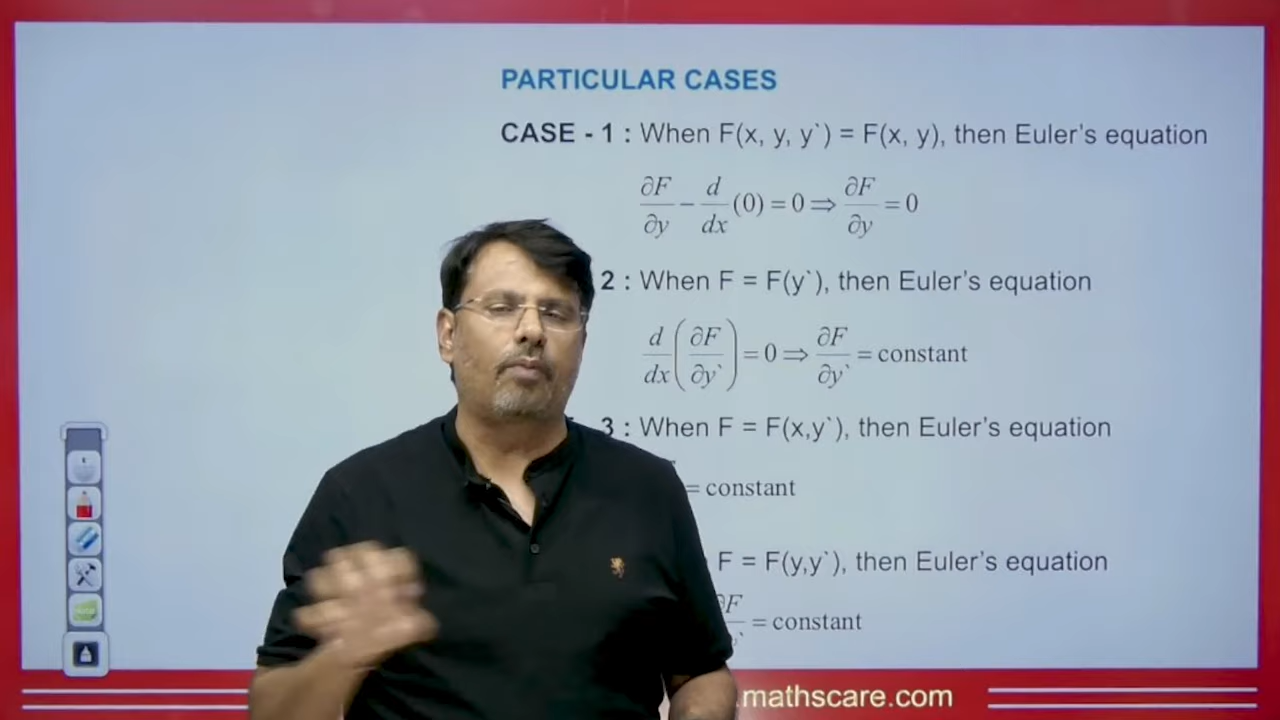 PARTICULAR CASES
CASE - 1 : When F(x, y, y`) = F(x, y), then Euler's equation
∂F/∂y − d/dx (0) = 0 ⇒ ∂F/∂y = 0
2 : When F = F(y`), then Euler's equation
d/dx (∂F/∂y`) = 0 ⇒ ∂F/∂y` = constant
3 : When F = F(x,y`), then Euler's equation
= constant
F = F(y,y`), then Euler's equation
∂F = constant
mathscare.com